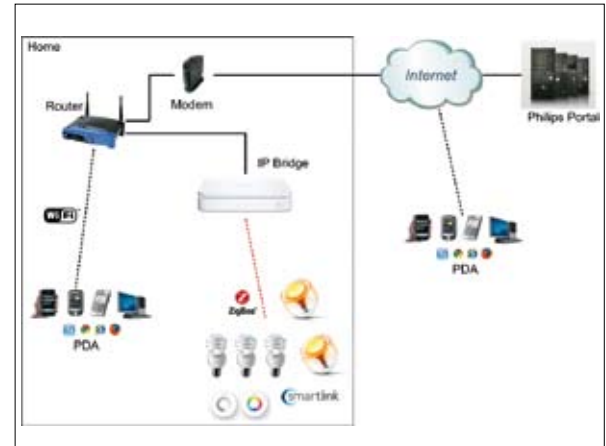 Home
Router
Modem
Internet
Philips Portal
IP Bridge
WiFi
ZigBee
PDA
PDA
smartlink